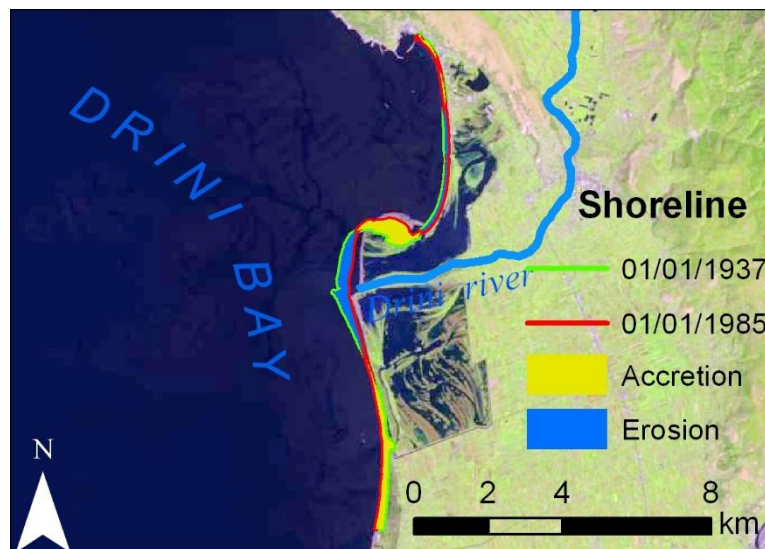 DRINI
BAY
Drini river
Shoreline
01/01/1937
01/01/1985
Accretion
Erosion
N
0 2 4 8
km